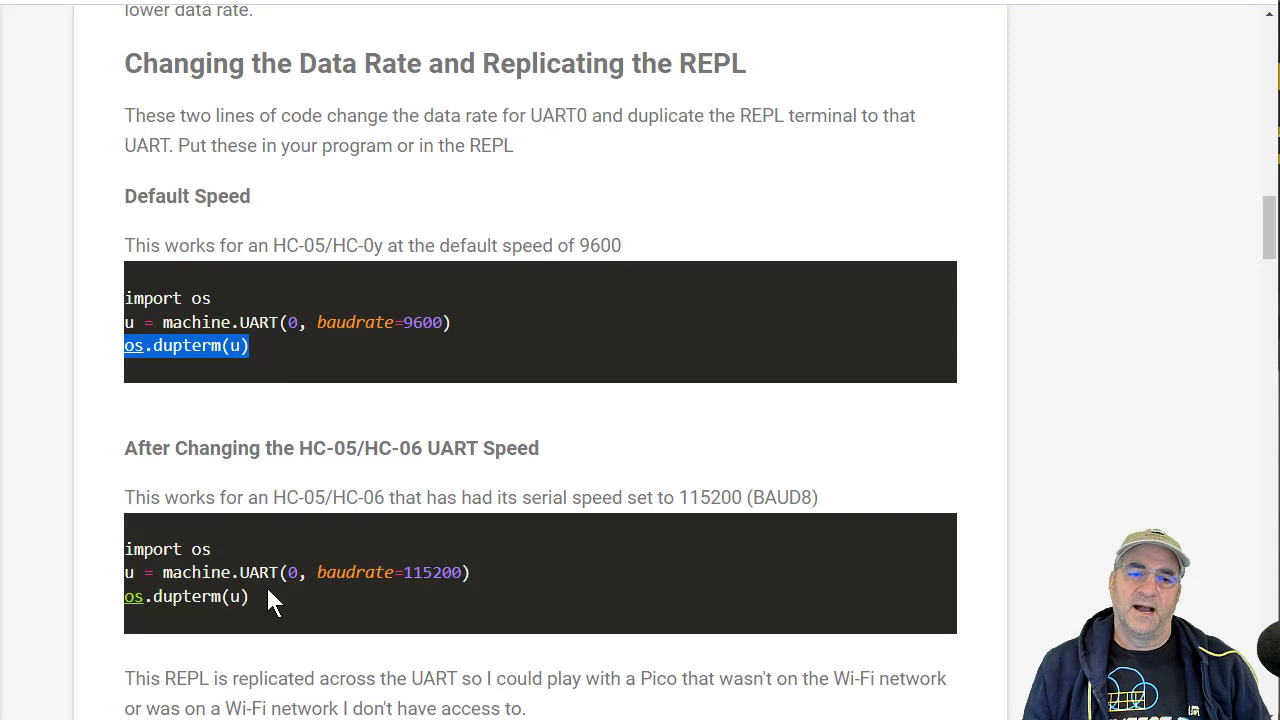 lower data rate.
Changing the Data Rate and Replicating the REPL
These two lines of code change the data rate for UART0 and duplicate the REPL terminal to that
UART. Put these in your program or in the REPL
Default Speed
This works for an HC-05/HC-0y at the default speed of 9600
import os
u = machine.UART(0, baudrate=9600)
os.dupterm(u)
After Changing the HC-05/HC-06 UART Speed
This works for an HC-05/HC-06 that has had its serial speed set to 115200 (BAUD8)
import os
u = machine.UART(0, baudrate=115200)
os.dupterm(u)
This REPL is replicated across the UART so I could play with a Pico that wasn't on the Wi-Fi network
or was on a Wi-Fi network I don't have access to.